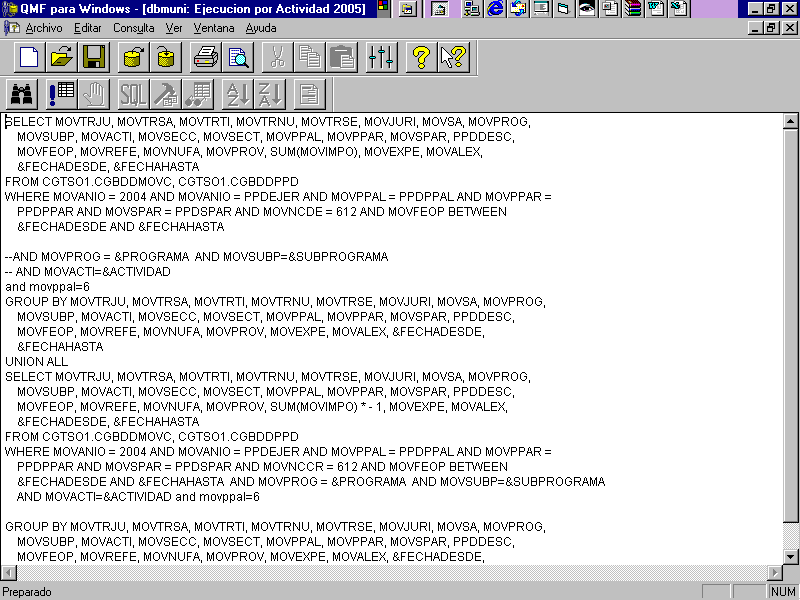 QMF para Windows - [dbmuni: Ejecucion por Actividad 2005]
Archivo Editar Consulta Ver Ventana Ayuda
SQL
SELECT MOVTRJU, MOVTRSA, MOVTRTI, MOVTRNU, MOVTRSE, MOVJURI, MOVSA, MOVPROG,
MOVSUBP, MOVACTI, MOVSECC, MOVSECT, MOVPPAL, MOVPPAR, MOVSPAR, PPDDESC,
MOVFEOP, MOVREFE, MOVNUFA, MOVPROV, SUM(MOVIMPO), MOVEXPE, MOVALEX,
&FECHADESDE, &FECHAHASTA
FROM CGTSO1.CGBDDMOVC, CGTSO1.CGBDDPPD
WHERE MOVANIO = 2004 AND MOVANIO = PPDEJER AND MOVPPAL = PPDPPAL AND MOVPPAR =
PPDPPAR AND MOVSPAR = PPDSPAR AND MOVNCDE = 612 AND MOVFEOP BETWEEN
&FECHADESDE AND &FECHAHASTA
--AND MOVPROG = &PROGRAMA  AND MOVSUBP=&SUBPROGRAMA
-- AND MOVACTI=&ACTIVIDAD
and movppal=6
GROUP BY MOVTRJU, MOVTRSA, MOVTRTI, MOVTRNU, MOVTRSE, MOVJURI, MOVSA, MOVPROG,
MOVSUBP, MOVACTI, MOVSECC, MOVSECT, MOVPPAL, MOVPPAR, MOVSPAR, PPDDESC,
MOVFEOP, MOVREFE, MOVNUFA, MOVPROV, MOVEXPE, MOVALEX, &FECHADESDE,
&FECHAHASTA
UNION ALL
SELECT MOVTRJU, MOVTRSA, MOVTRTI, MOVTRNU, MOVTRSE, MOVJURI, MOVSA, MOVPROG,
MOVSUBP, MOVACTI, MOVSECC, MOVSECT, MOVPPAL, MOVPPAR, MOVSPAR, PPDDESC,
MOVFEOP, MOVREFE, MOVNUFA, MOVPROV, SUM(MOVIMPO) * - 1, MOVEXPE, MOVALEX,
&FECHADESDE, &FECHAHASTA
FROM CGTSO1.CGBDDMOVC, CGTSO1.CGBDDPPD
WHERE MOVANIO = 2004 AND MOVANIO = PPDEJER AND MOVPPAL = PPDPPAL AND MOVPPAR =
PPDPPAR AND MOVSPAR = PPDSPAR AND MOVNCCR = 612 AND MOVFEOP BETWEEN
&FECHADESDE AND &FECHAHASTA  AND MOVPROG = &PROGRAMA  AND MOVSUBP=&SUBPROGRAMA
AND MOVACTI=&ACTIVIDAD and movppal=6
GROUP BY MOVTRJU, MOVTRSA, MOVTRTI, MOVTRNU, MOVTRSE, MOVJURI, MOVSA, MOVPROG,
MOVSUBP, MOVACTI, MOVSECC, MOVSECT, MOVPPAL, MOVPPAR, MOVSPAR, PPDDESC,
MOVFEOP, MOVREFE, MOVNUFA, MOVPROV, MOVEXPE, MOVALEX, &FECHADESDE,
Preparado NUM